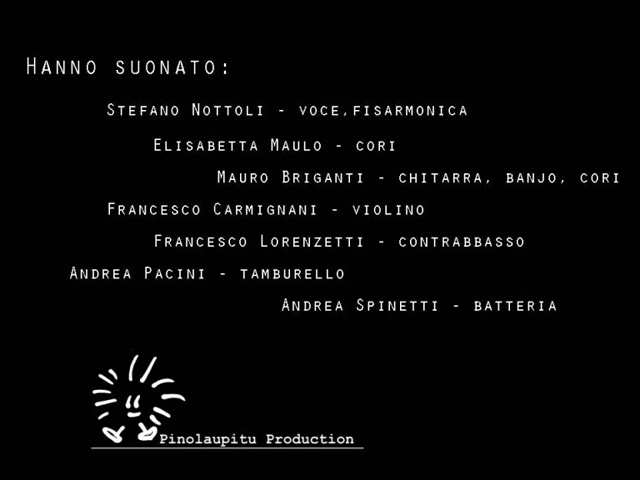 Hanno suonato:
Stefano Nottoli - voce,fisarmonica
Elisabetta Maulo - cori
Mauro Briganti - chitarra, banjo, cori
Francesco Carmignani - violino
Francesco Lorenzetti - contrabbasso
Andrea Pacini - tamburello
Andrea Spinetti - batteria
Pinolaupitu Production